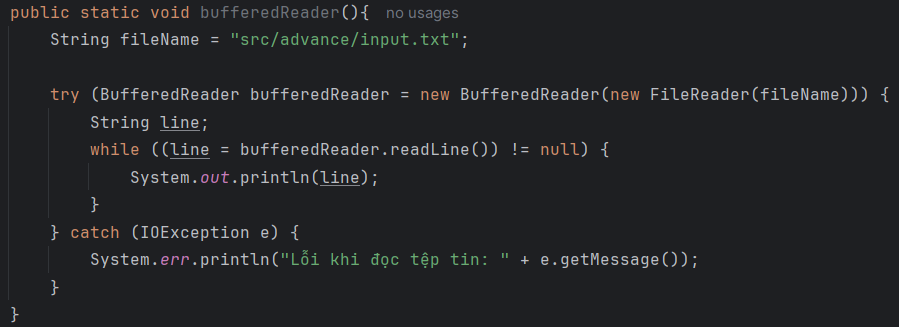 public static void bufferedReader(){ no usages
String fileName = "src/advance/input.txt";
try (BufferedReader bufferedReader = new BufferedReader(new FileReader(fileName))) {
String line;
while ((line = bufferedReader.readLine()) != null) {
System.out.println(line);
}
} catch (IOException e) {
System.err.println("Lỗi khi đọc tệp tin: " + e.getMessage());
}
}